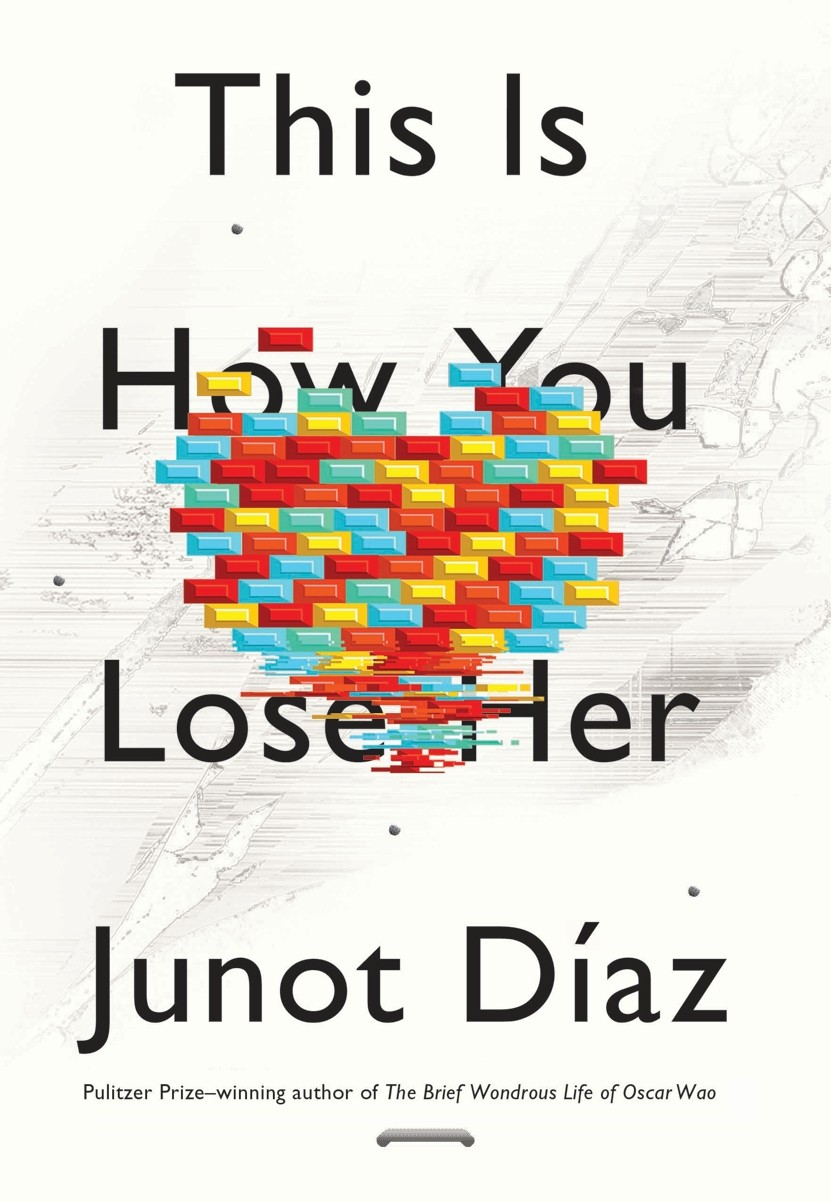 This Is
How You
Lose Her
Junot Díaz
Pulitzer Prize–winning author of The Brief Wondrous Life of Oscar Wao